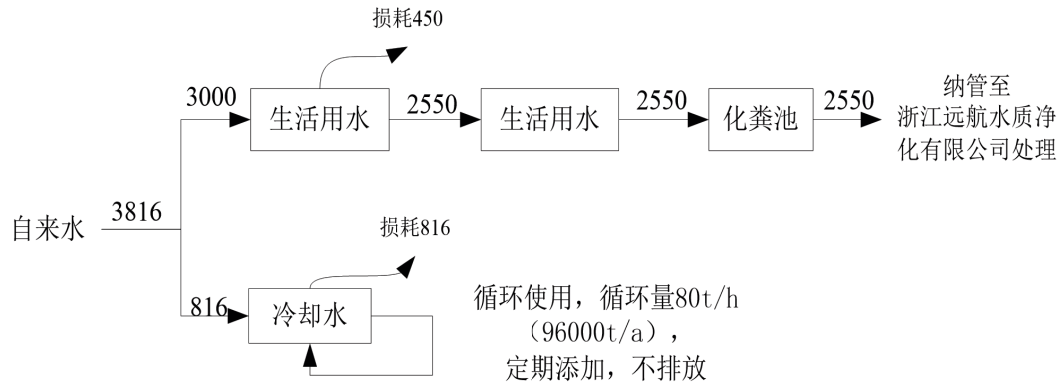 损耗450
3000
生活用水
2550
生活用水
2550
化粪池
2550
纳管至
浙江远航水质净
化有限公司处理
自来水
3816
损耗816
816
冷却水
循环使用，循环量80t/h
（96000t/a），
定期添加，不排放